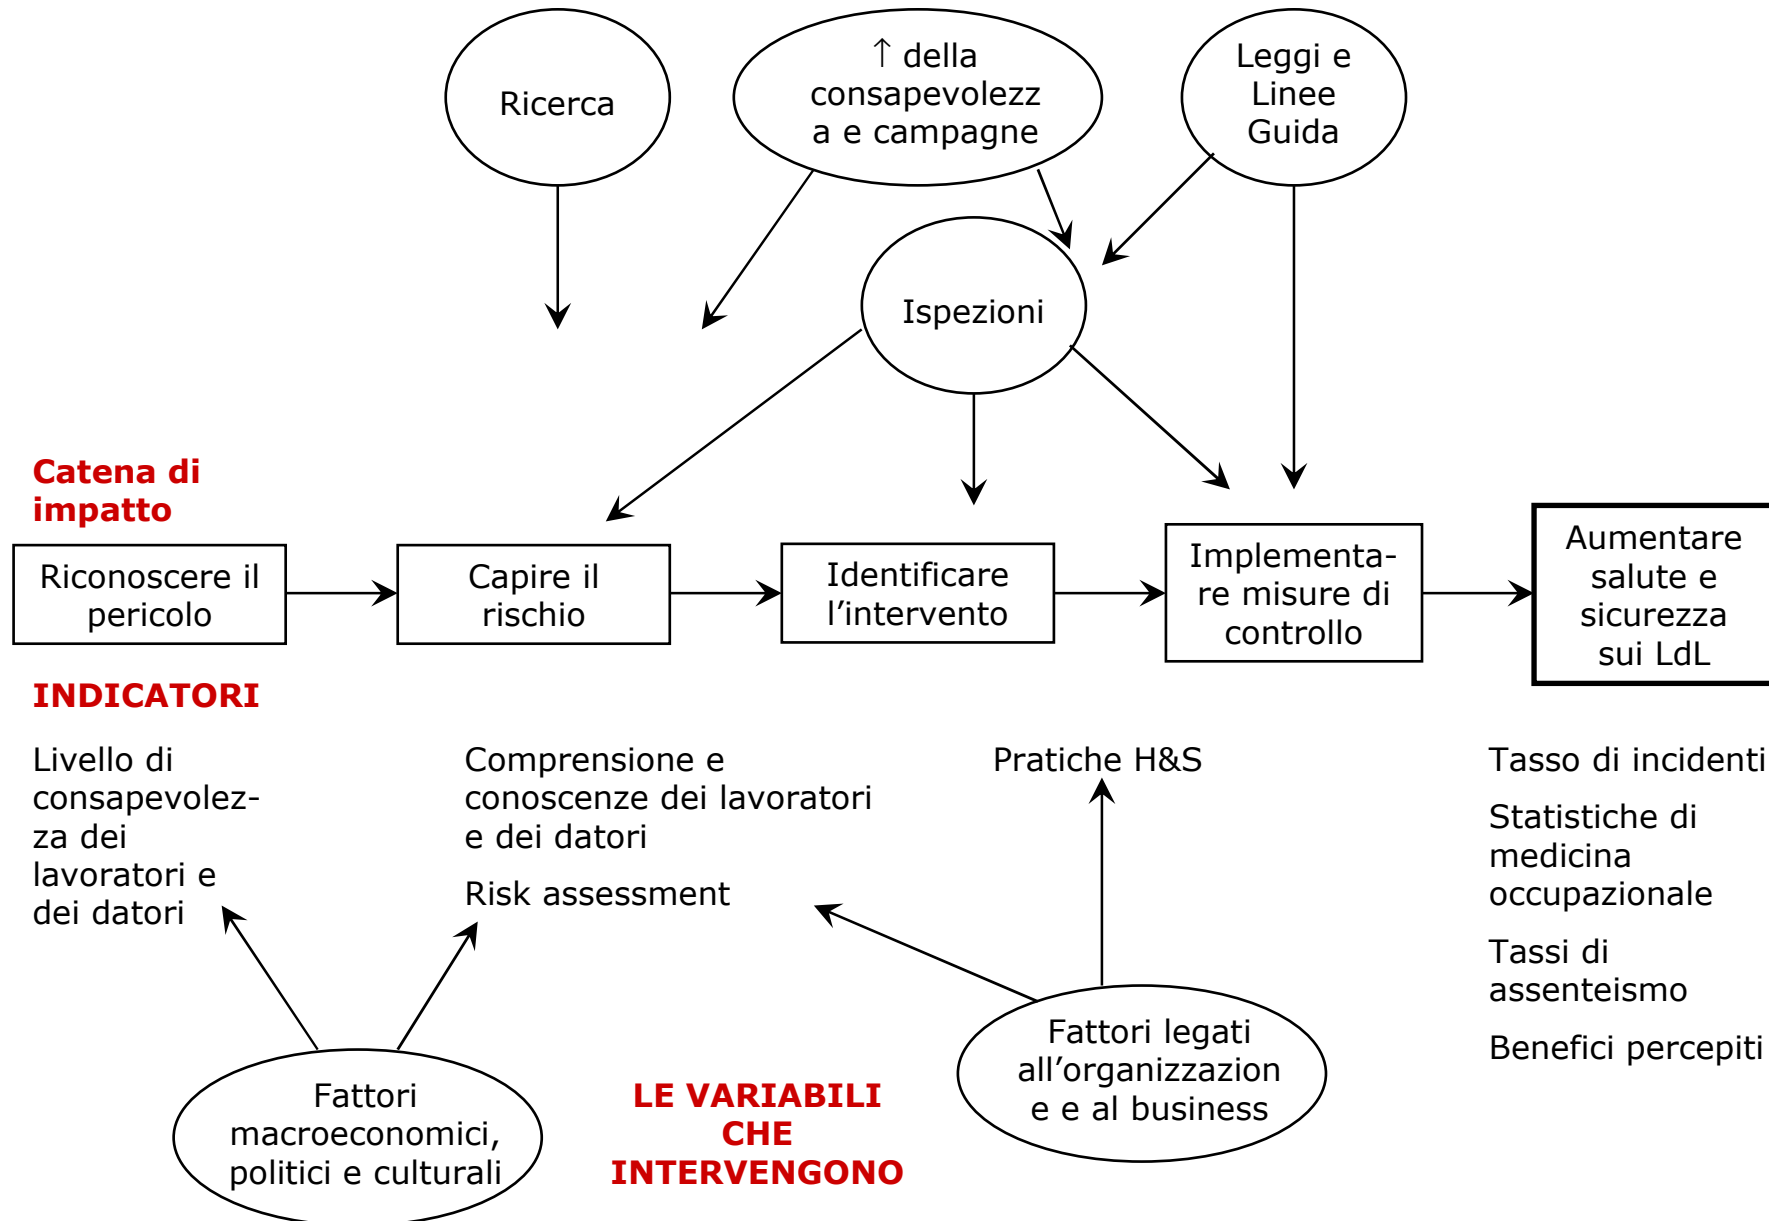 Ricerca
↑ della
consapevolezz
a e campagne
Leggi e
Linee
Guida
Ispezioni
Catena di
impatto
Riconoscere il
pericolo
Capire il
rischio
Identificare
l’intervento
Implementa-
re misure di
controllo
Aumentare
salute e
sicurezza
sui LdL
INDICATORI
Livello di
consapevolez-
za dei
lavoratori e
dei datori
Comprensione e
conoscenze dei lavoratori
e dei datori
Risk assessment
Pratiche H&S
Tasso di incidenti
Statistiche di
medicina
occupazionale
Tassi di
assenteismo
Benefici percepiti
Fattori
macroeconomici,
politici e culturali
LE VARIABILI
CHE
INTERVENGONO
Fattori legati
all’organizzazion
e e al business